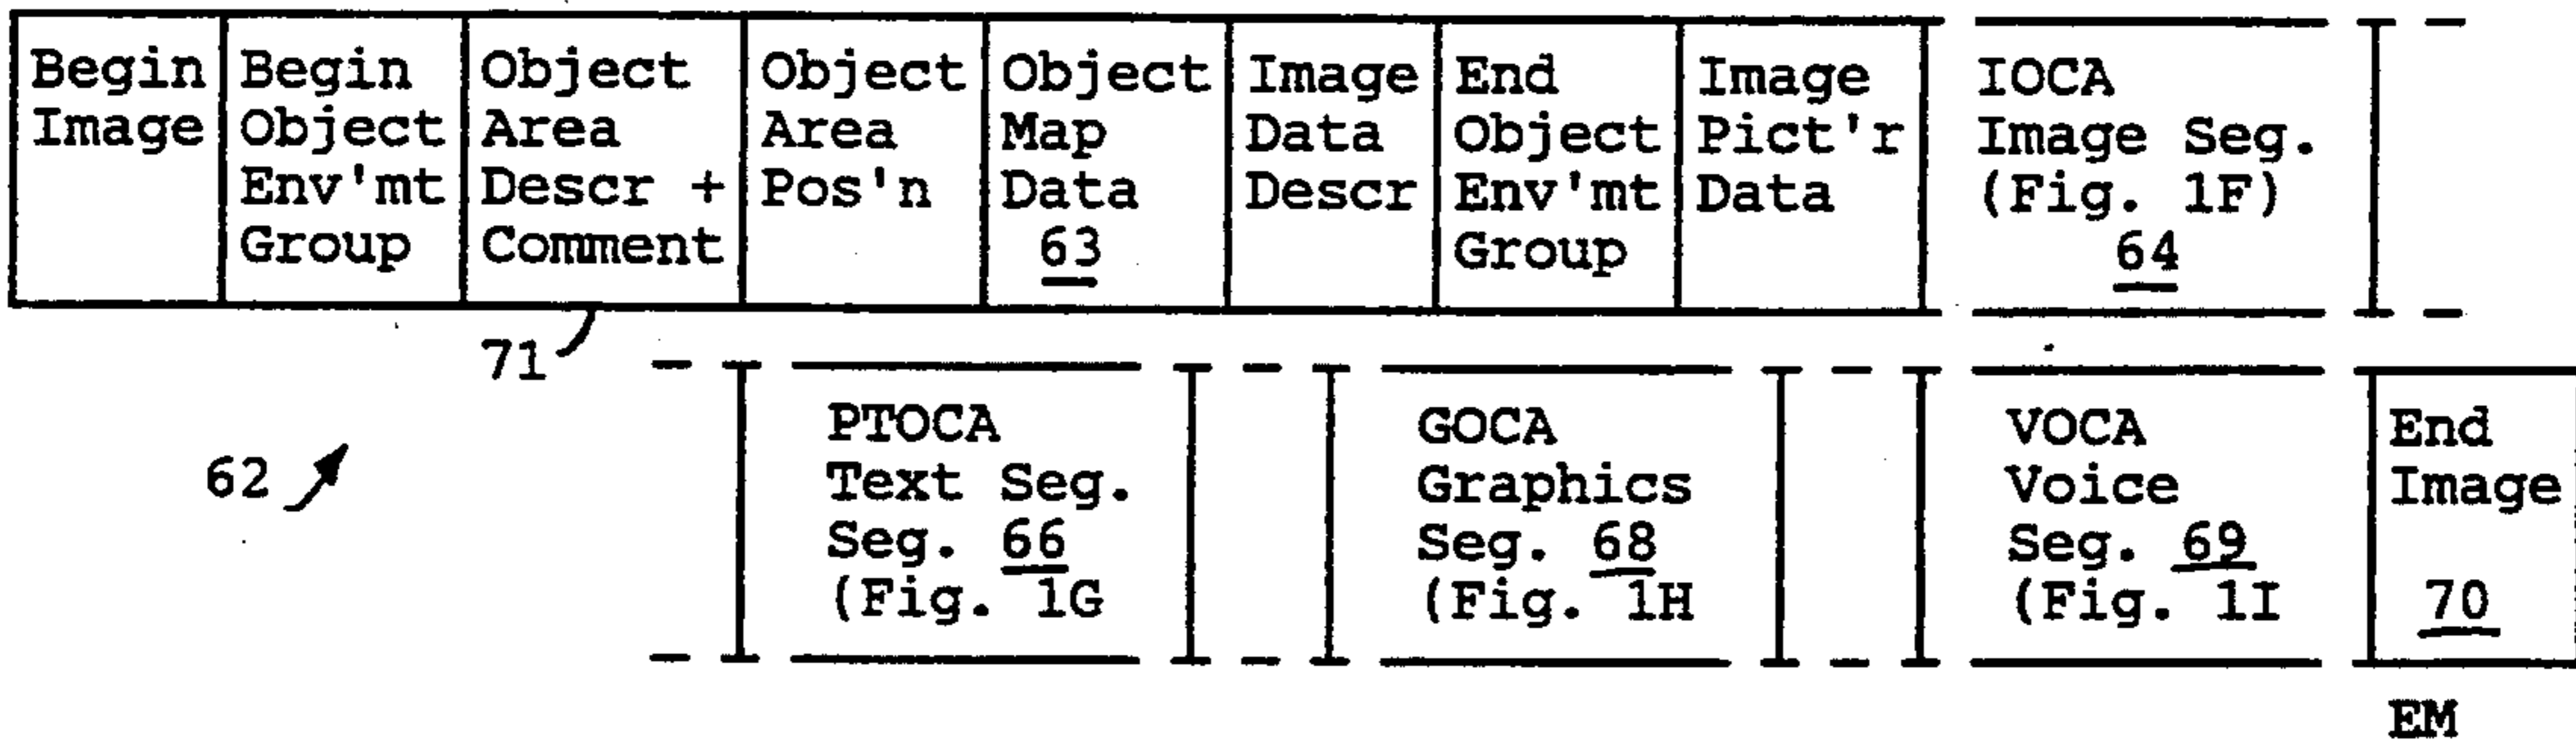 Begin
Image
Begin
Object
Env'mt
Group
Object
Area
Descr +
Comment
Object
Area
Pos'n
Object
Map
Data
63
Image
Data
Descr
End
Object
Env'mt
Group
Image
Pict'r
Data
IOCA
Image Seg.
(Fig. 1F)
64
71
62
PTOCA
Text Seg.
Seg. 66
(Fig. 1G
GOCA
Graphics
Seg. 68
(Fig. 1H
VOCA
Voice
Seg. 69
(Fig. 1I
End
Image
70
EM